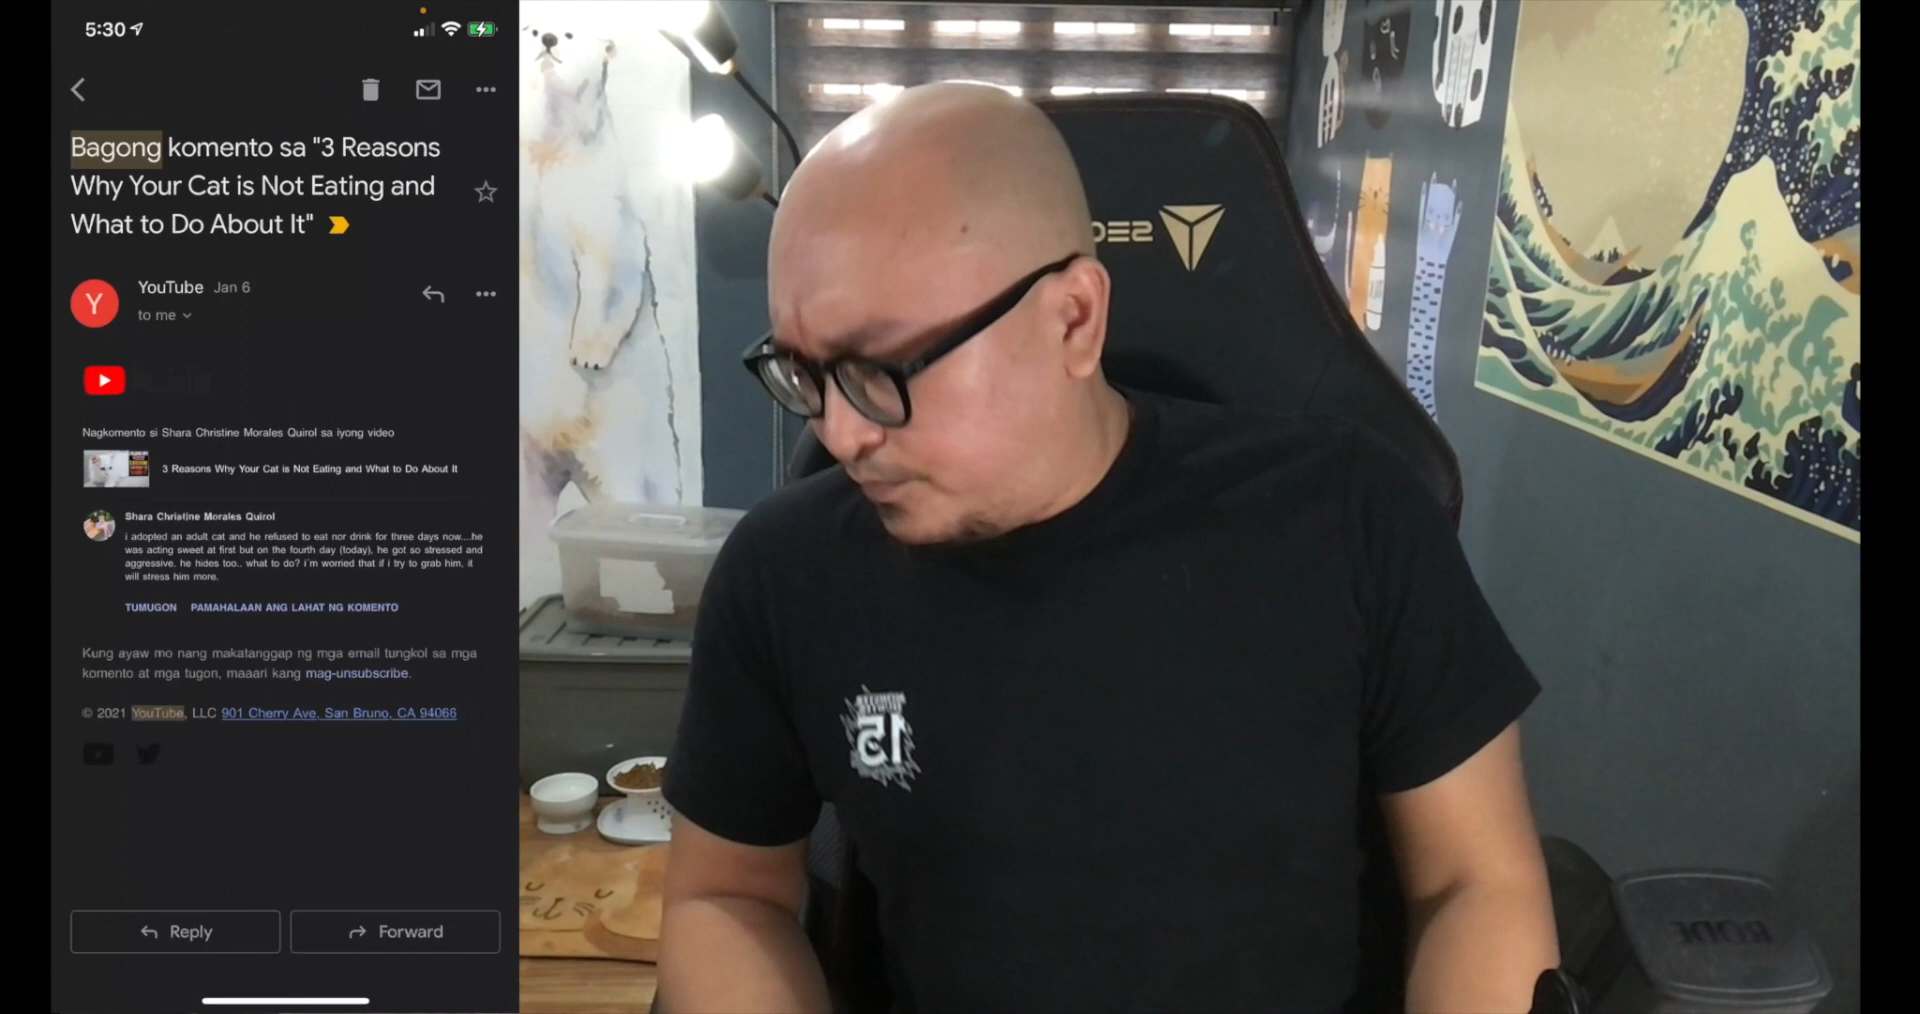 5:30
Bagong komento sa "3 Reasons
Why Your Cat is Not Eating and
What to Do About It"
YouTube Jan 6
to me
Y
Nagkomento si Shara Christine Morales Quirol sa iyong video
3 Reasons Why Your Cat is Not Eating and What to Do About It
Shara Christine Morales Quirol
i adopted an adult cat and he refused to eat nor drink for three days now....he
was acting sweet at first but on the fourth day (today), he got so stressed and
aggressive. he hides too.. what to do? i'm worried that if i try to grab him, it
will stress him more.
TUMUGON PAMAHALAAN ANG LAHAT NG KOMENTO
Kung ayaw mo nang makatanggap ng mga email tungkol sa mga
komento at mga tugon, maaari kang mag-unsubscribe.
© 2021 YouTube, LLC 901 Cherry Ave, San Bruno, CA 94066
Reply Forward
15
RODE